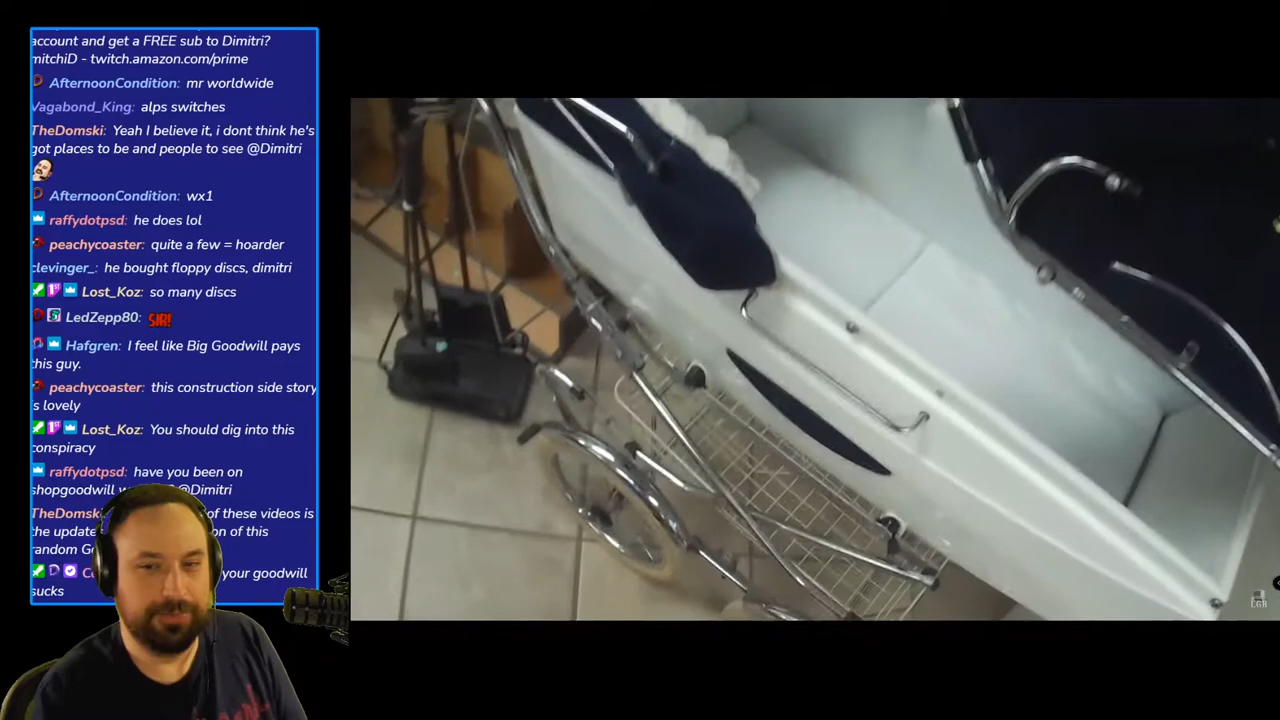 account and get a FREE sub to Dimitri?
mitchiD - twitch.amazon.com/prime
AfternoonCondition: mr worldwide
Vagabond_King: alps switches
TheDomski: Yeah I believe it, i dont think he's
got places to be and people to see @Dimitri
AfternoonCondition: wx1
raffydotpsd: he does lol
peachycoaster: quite a few = hoarder
clevinger_: he bought floppy discs, dimitri
Lost_Koz: so many discs
LedZepp80: SIR!
Hafgren: I feel like Big Goodwill pays
this guy.
peachycoaster: this construction side story
s lovely
Lost_Koz: You should dig into this
conspiracy
raffydotpsd: have you been on
shopgoodwill @Dimitri
TheDomski: of these videos is
the update on of this
random
your goodwill
sucks
LGR